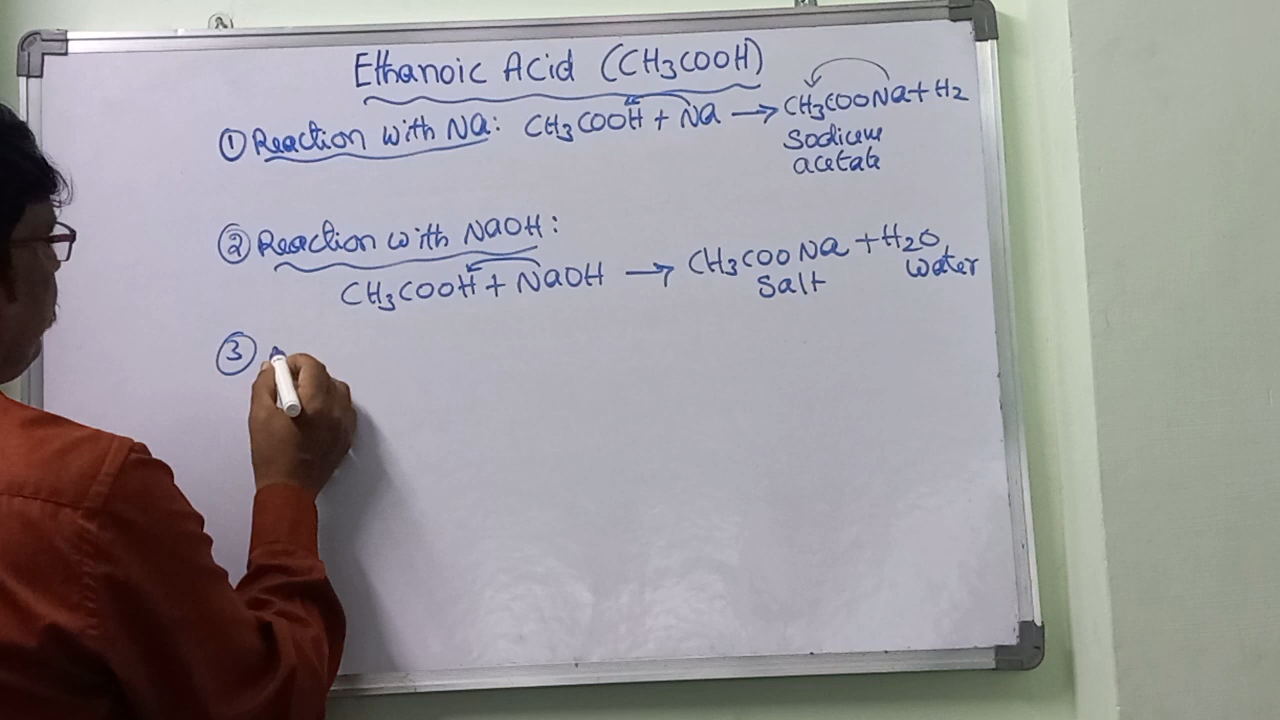 Ethanoic Acid (CH3COOH)
① Reaction with Na: CH3COOH + Na → CH3COONa + H2
Sodium
acetate
② Reaction with NaOH:
CH3COOH + NaOH → CH3COONa + H2O
Salt water
③